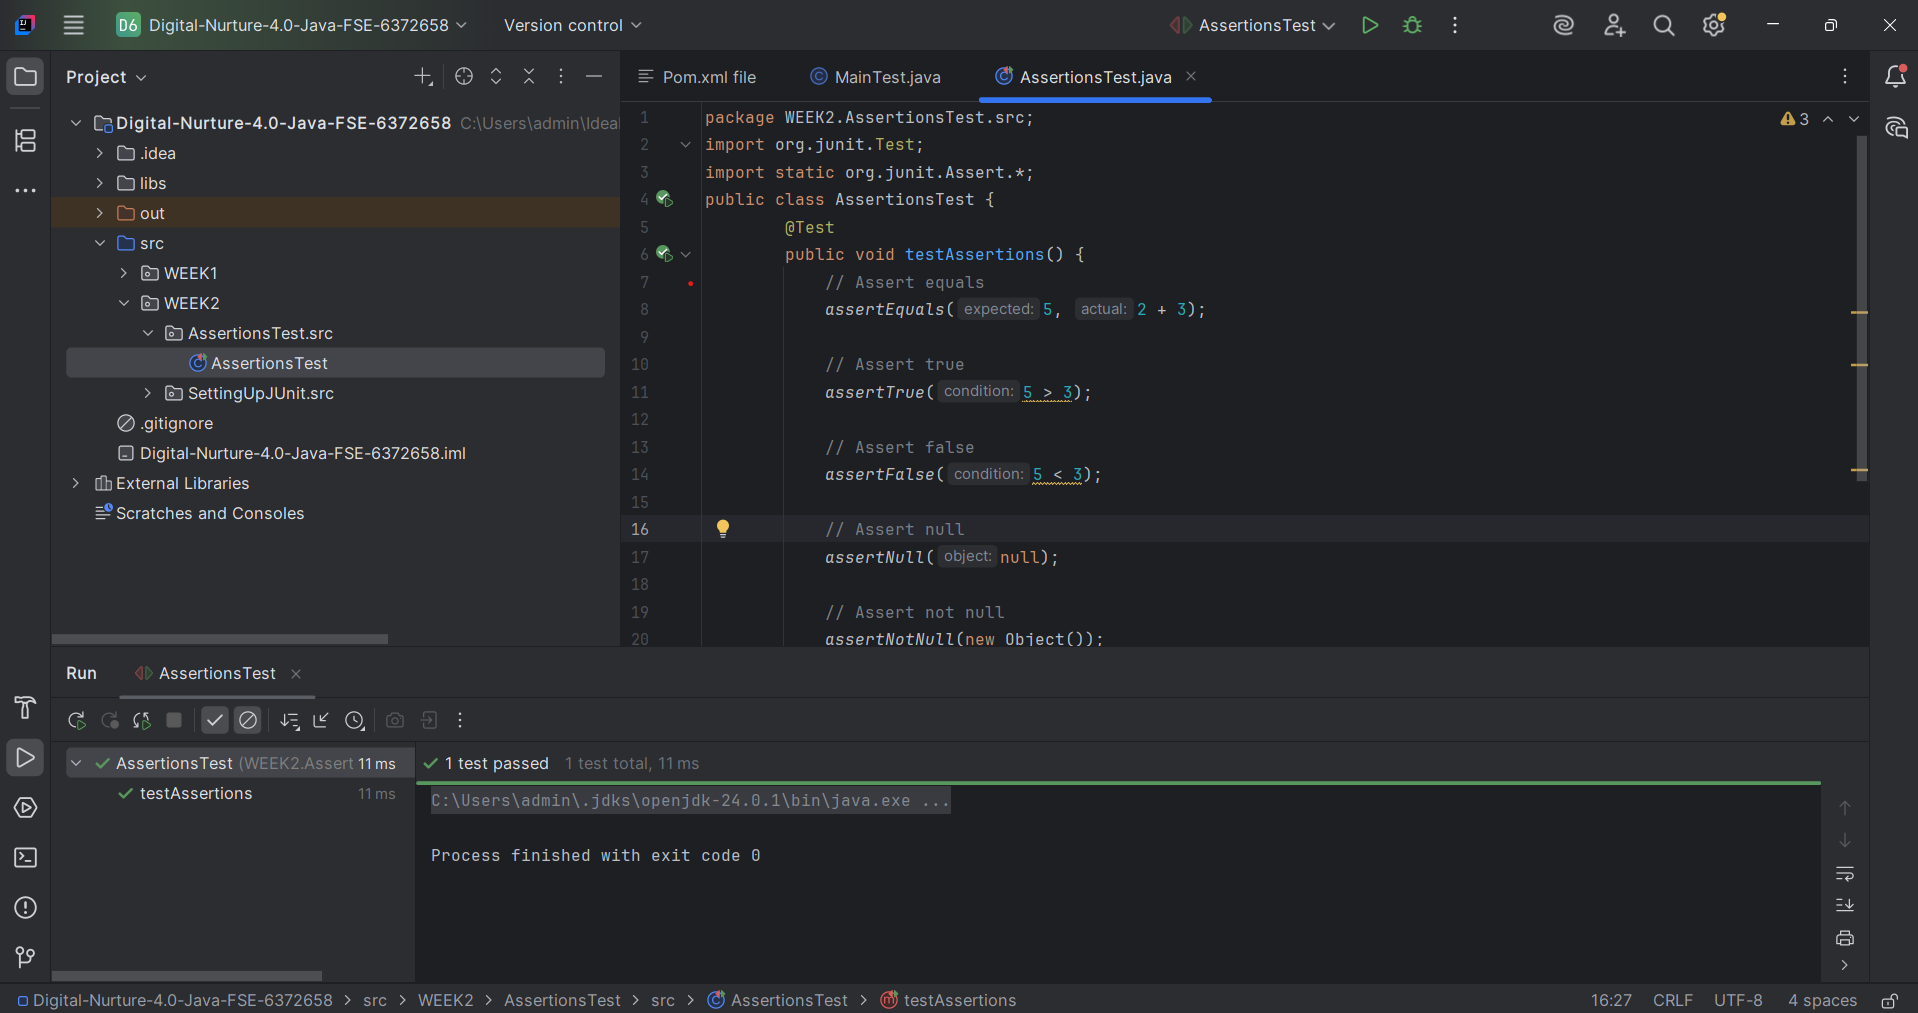 D6 Digital-Nurture-4.0-Java-FSE-6372658 Version control AssertionsTest
Project
Digital-Nurture-4.0-Java-FSE-6372658 C:\Users\admin\Idea
.idea
libs
out
src
WEEK1
WEEK2
AssertionsTest.src
AssertionsTest
SettingUpJUnit.src
.gitignore
Digital-Nurture-4.0-Java-FSE-6372658.iml
External Libraries
Scratches and Consoles
Pom.xml file MainTest.java AssertionsTest.java
3
1 package WEEK2.AssertionsTest.src;
2 import org.junit.Test;
3 import static org.junit.Assert.*;
4 public class AssertionsTest {
5 @Test
6 public void testAssertions() {
7 // Assert equals
8 assertEquals( expected: 5, actual: 2 + 3);
9
10 // Assert true
11 assertTrue( condition: 5 > 3);
12
13 // Assert false
14 assertFalse( condition: 5 < 3);
15
16 // Assert null
17 assertNull( object: null);
18
19 // Assert not null
20 assertNotNull(new Object());
Run AssertionsTest
AssertionsTest (WEEK2.Assert 11 ms
testAssertions 11 ms
1 test passed 1 test total, 11 ms
C:\Users\admin\.jdks\openjdk-24.0.1\bin\java.exe ...
Process finished with exit code 0
Digital-Nurture-4.0-Java-FSE-6372658 > src > WEEK2 > AssertionsTest > src > AssertionsTest > testAssertions
16:27 CRLF UTF-8 4 spaces